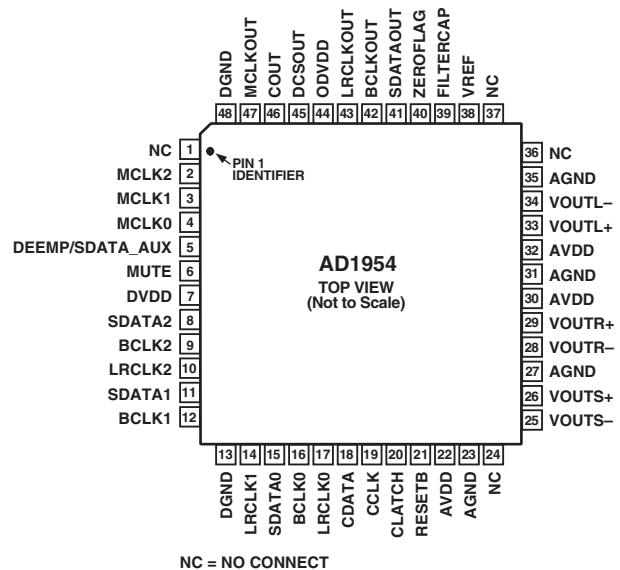 DGND
MCLKOUT
COUT
DCSOUT
ODVDD
LRCLKOUT
BCLKOUT
SDATAOUT
ZEROFLAG
FILTERCAP
VREF
NC
48 47 46 45 44 43 42 41 40 39 38 37
NC 1
MCLK2 2
MCLK1 3
MCLK0 4
DEEMP/SDATA_AUX 5
MUTE 6
DVDD 7
SDATA2 8
BCLK2 9
LRCLK2 10
SDATA1 11
BCLK1 12
PIN 1
IDENTIFIER
AD1954
TOP VIEW
(Not to Scale)
36 NC
35 AGND
34 VOUTL–
33 VOUTL+
32 AVDD
31 AGND
30 AVDD
29 VOUTR+
28 VOUTR–
27 AGND
26 VOUTS+
25 VOUTS–
13 14 15 16 17 18 19 20 21 22 23 24
DGND
LRCLK1
SDATA0
BCLK0
LRCLK0
CDATA
CCLK
CLATCH
RESETB
AVDD
AGND
NC
NC = NO CONNECT